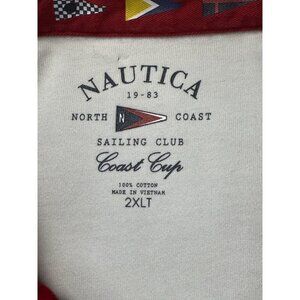 NAUTICA
19-83
NORTH N COAST
SAILING CLUB
Coast Cup
100% COTTON
MADE IN VIETNAM
2XLT